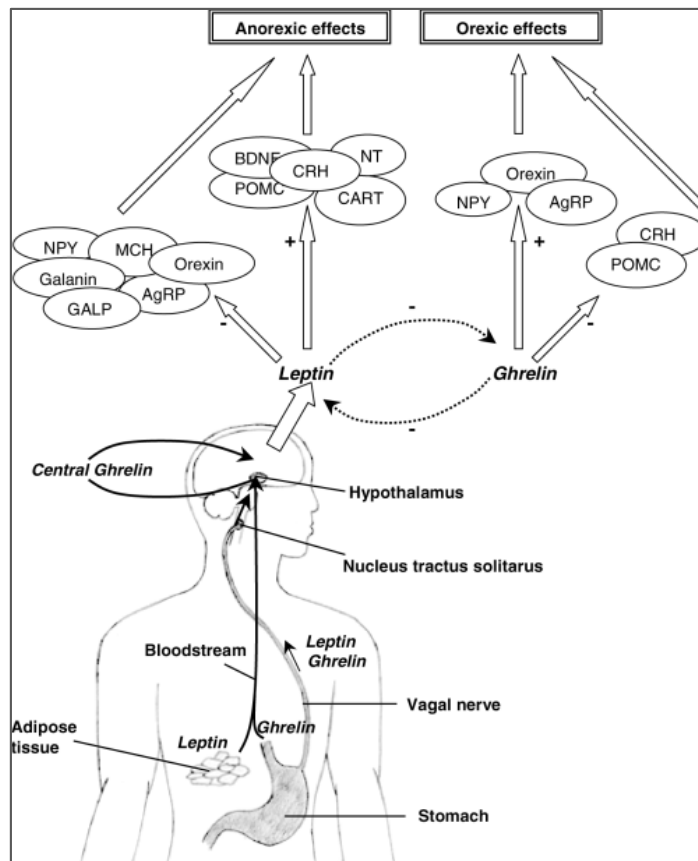 Anorexic effects
Orexic effects
BDNF
NT
CRH
POMC
CART
Orexin
NPY
AgRP
CRH
POMC
NPY
MCH
Orexin
Galanin
AgRP
GALP
+
+
-
-
-
Leptin
Ghrelin
-
Central Ghrelin
Hypothalamus
Nucleus tractus solitarus
Leptin
Ghrelin
Bloodstream
Vagal nerve
Adipose
tissue
Leptin
Ghrelin
Stomach